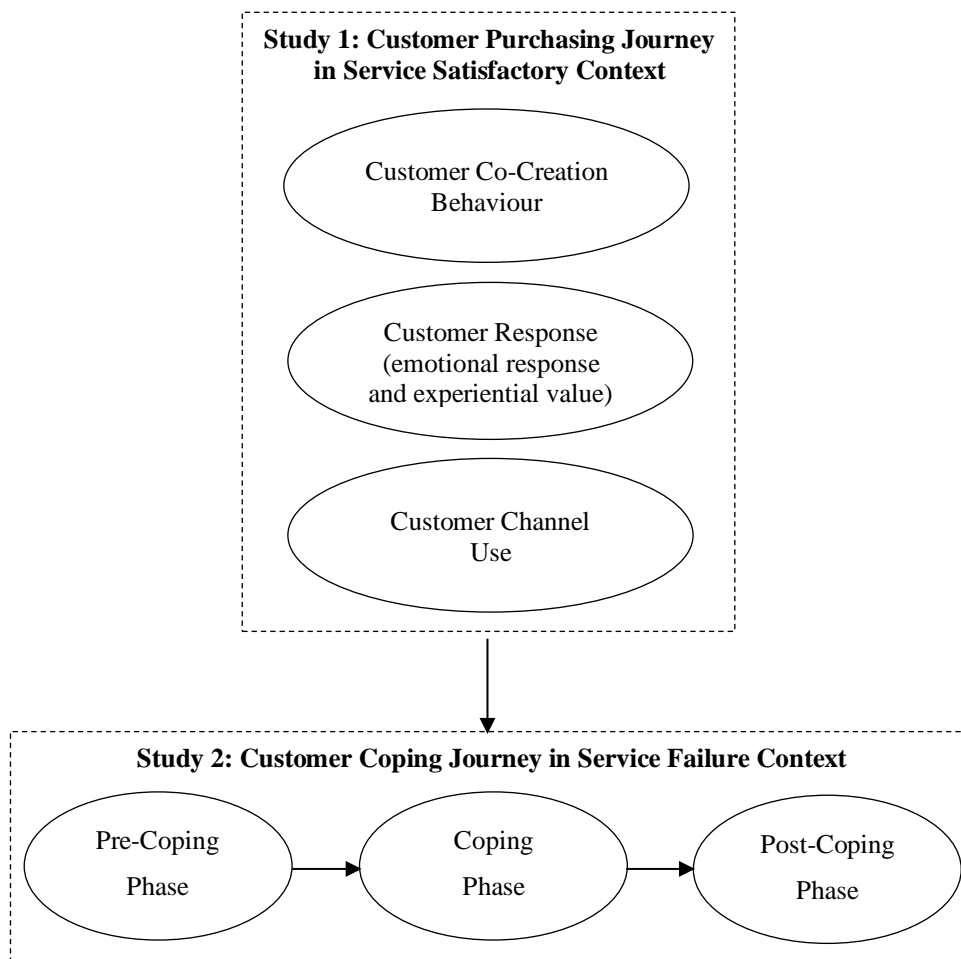 Study 1: Customer Purchasing Journey
in Service Satisfactory Context
Customer Co-Creation
Behaviour
Customer Response
(emotional response
and experiential value)
Customer Channel
Use
Study 2: Customer Coping Journey in Service Failure Context
Pre-Coping
Phase
Coping
Phase
Post-Coping
Phase